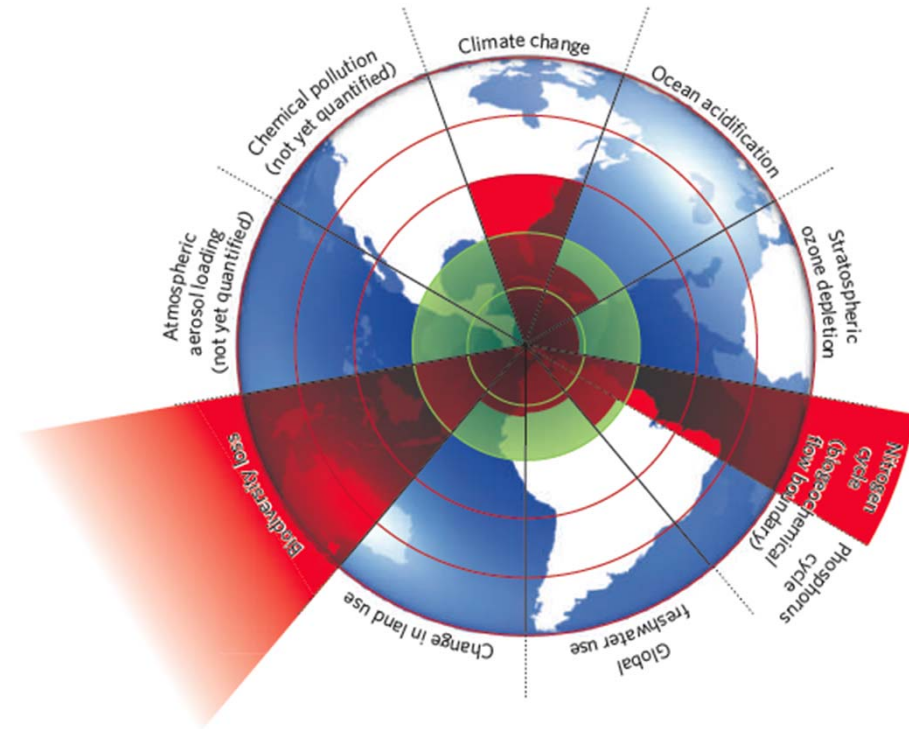 Climate change
Ocean acidification
Stratospheric
ozone depletion
Nitrogen
cycle
(biogeochemical
flow boundary)
Phosphorus
cycle
Global
freshwater use
Change in land use
Biodiversity loss
Atmospheric
aerosol loading
(not yet quantified)
Chemical pollution
(not yet quantified)